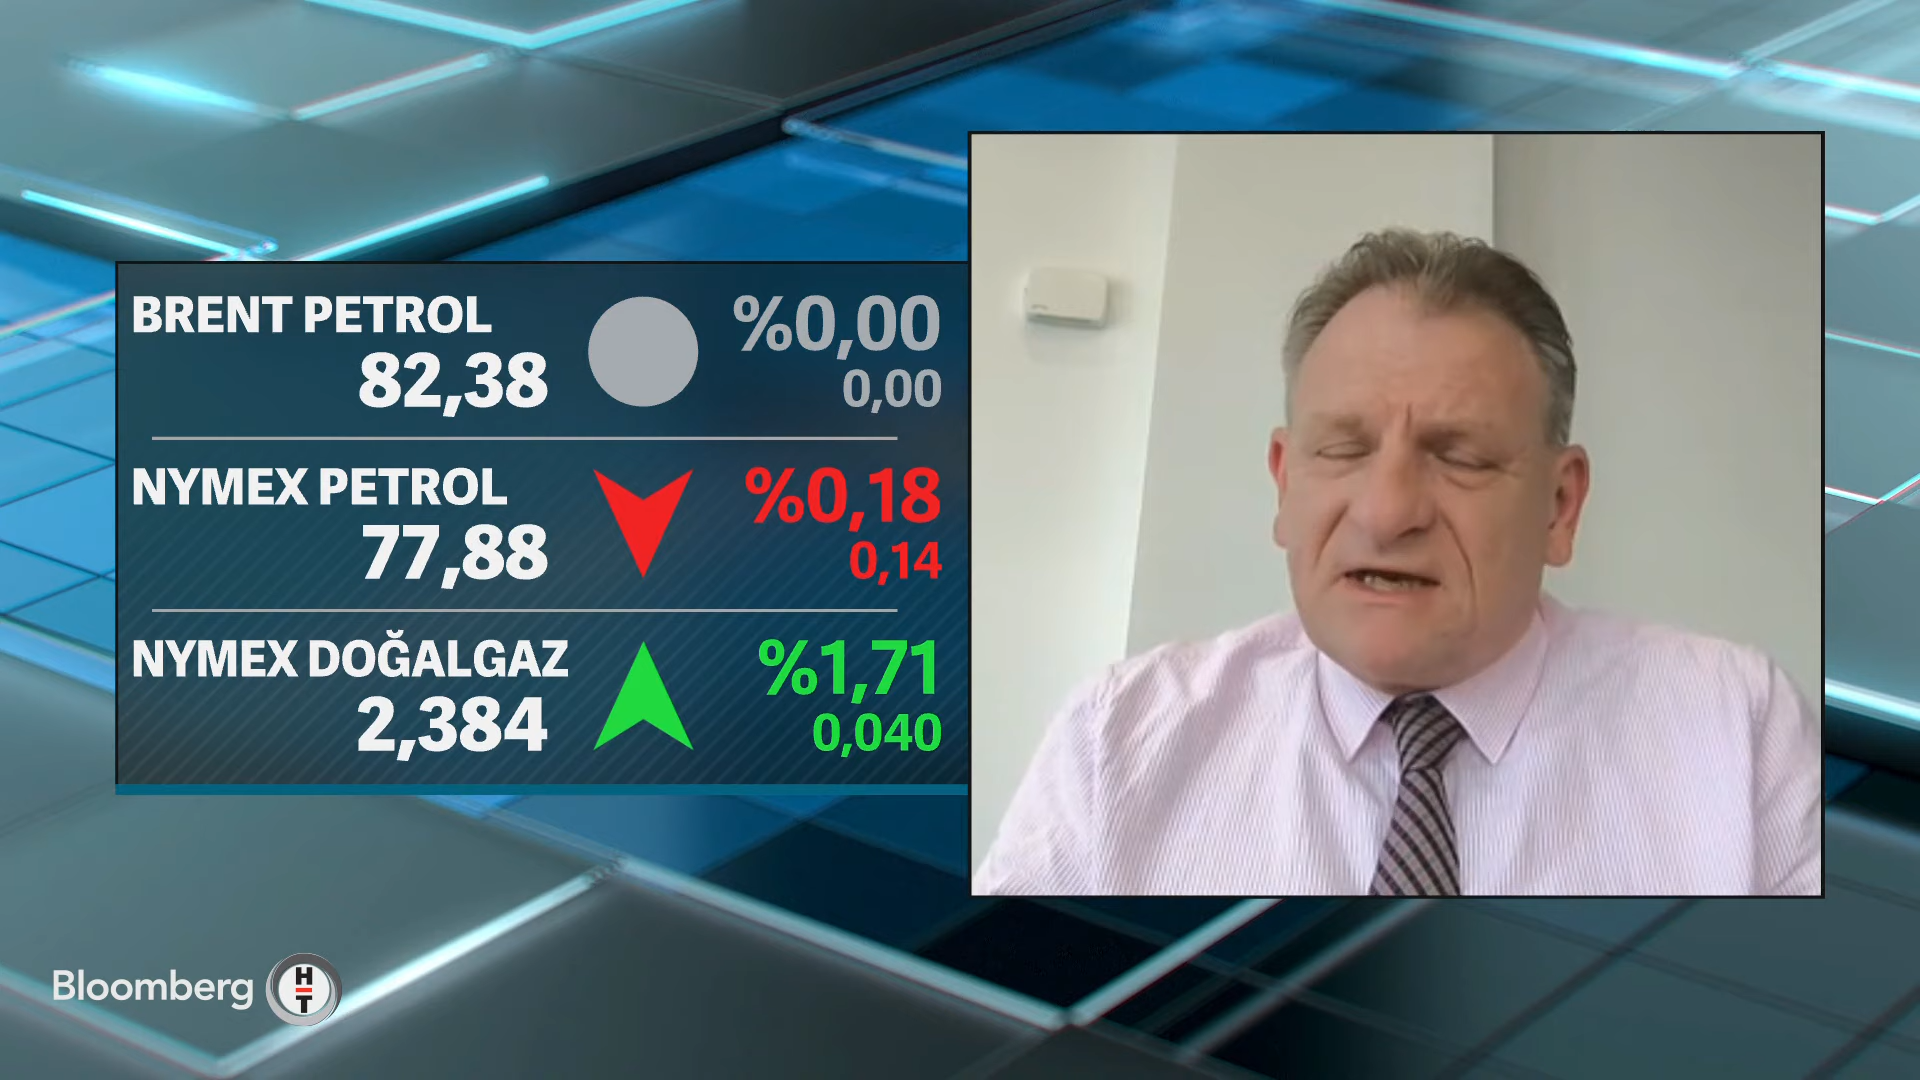 BRENT PETROL
82,38
%0,00
0,00
NYMEX PETROL
77,88
%0,18
0,14
NYMEX DOĞALGAZ
2,384
%1,71
0,040
Bloomberg HT